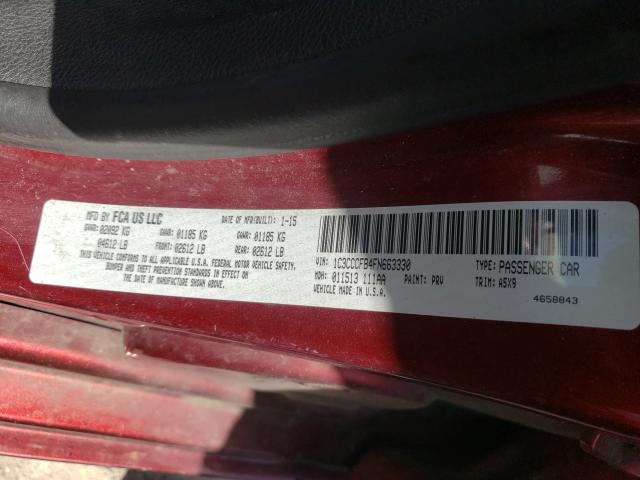 MFD BY FCA US LLC DATE OF MFR(BUILT): 1-15
GVWR: 02092 KG GAWR: 01185 KG GAWR: 01185 KG
04612 LB FRONT: 02612 LB REAR: 02612 LB
THIS VEHICLE CONFORMS TO ALL APPLICABLE U.S.A. FEDERAL MOTOR VEHICLE SAFETY,
BUMPER AND THEFT PREVENTION STANDARDS IN EFFECT ON
THE DATE OF MANUFACTURE SHOWN ABOVE.
VIN: 1C3CCCFB4FN663330 TYPE: PASSENGER CAR
MDH: 011513 111AA PAINT: PRV TRIM: A5X9
VEHICLE MADE IN U.S.A.
4658843